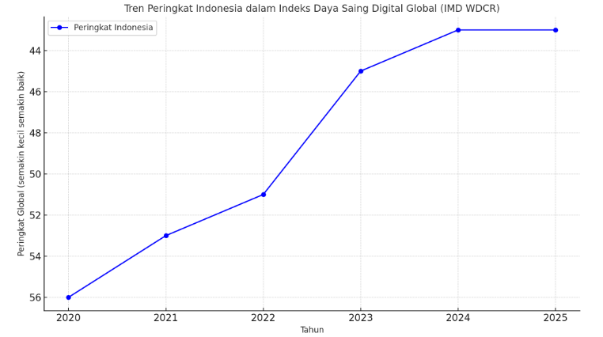 Tren Peringkat Indonesia dalam Indeks Daya Saing Digital Global (IMD WDCR)
Peringkat Indonesia
Peringkat Global (semakin kecil semakin baik)
44
46
48
50
52
54
56
2020 2021 2022 2023 2024 2025
Tahun